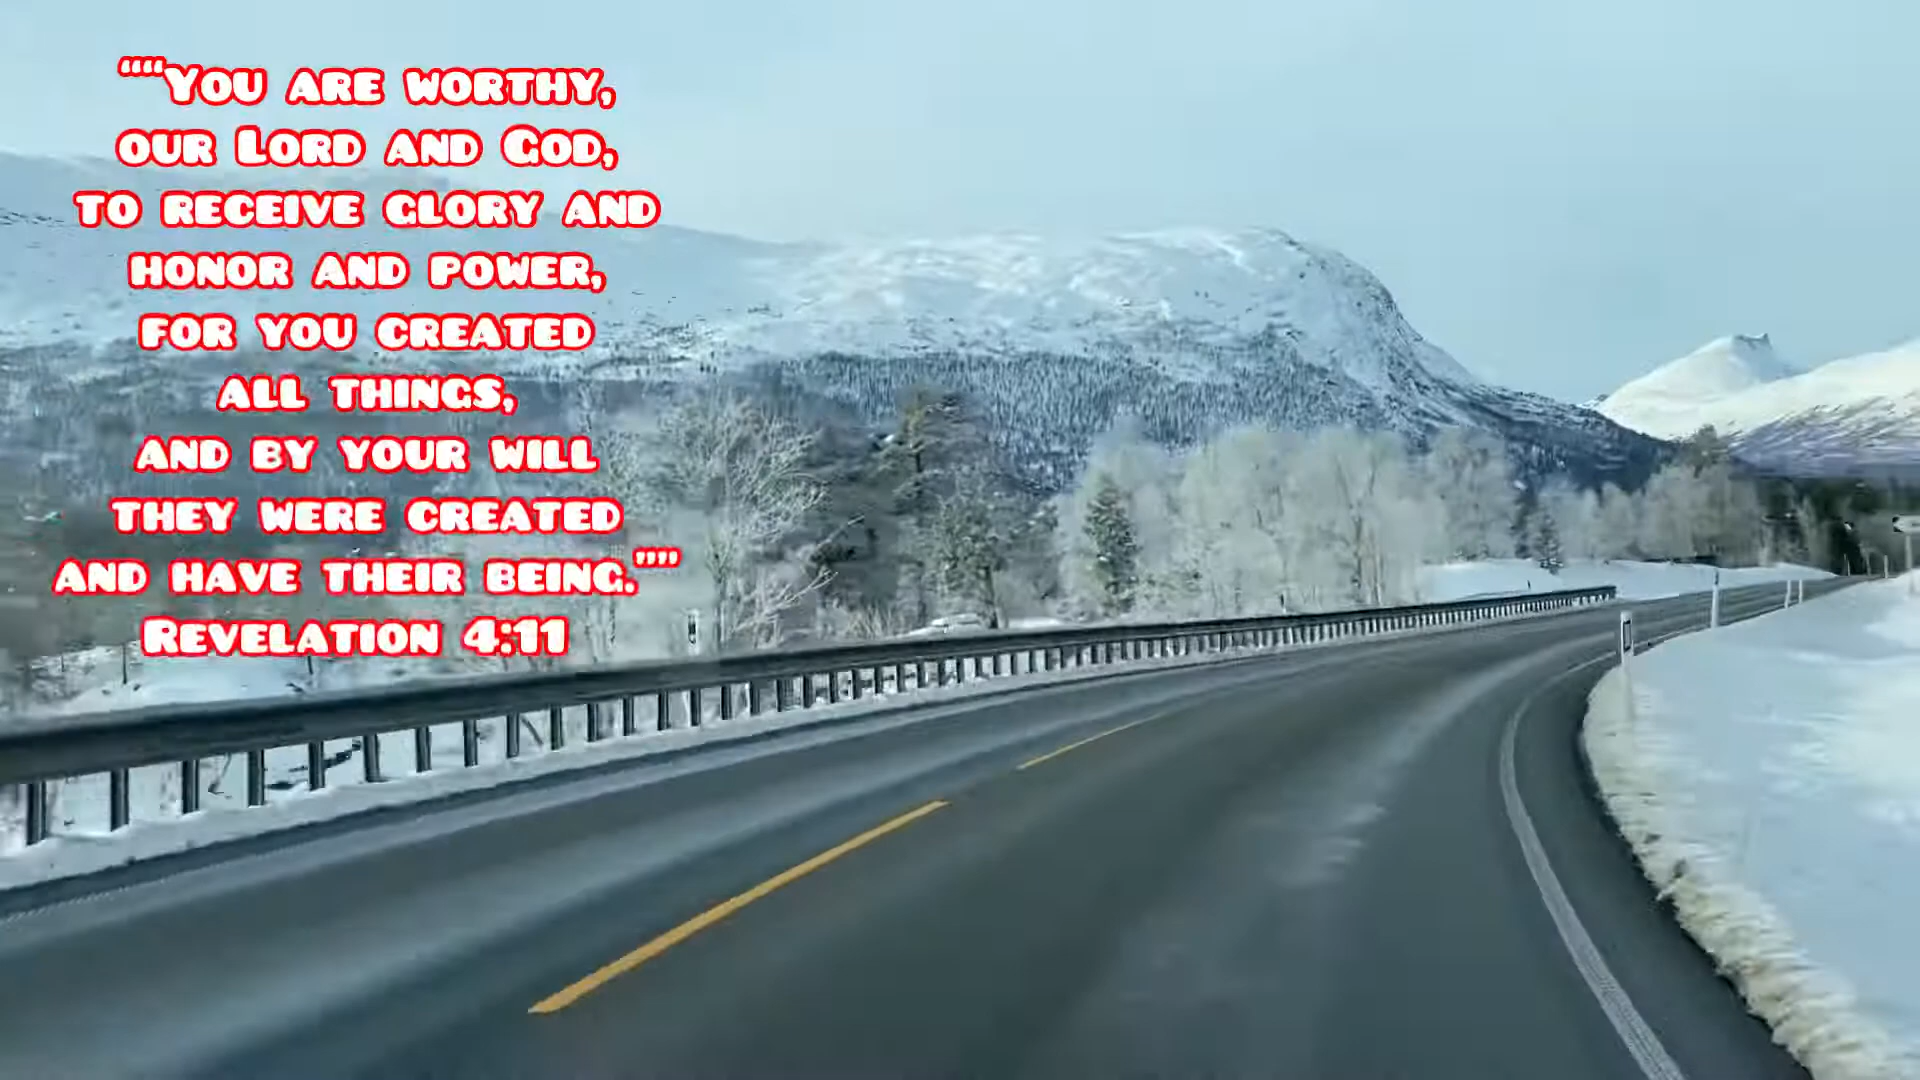 ““You are worthy,
our Lord and God,
to receive glory and
honor and power,
for you created
all things,
and by your will
they were created
and have their being.””
Revelation 4:11